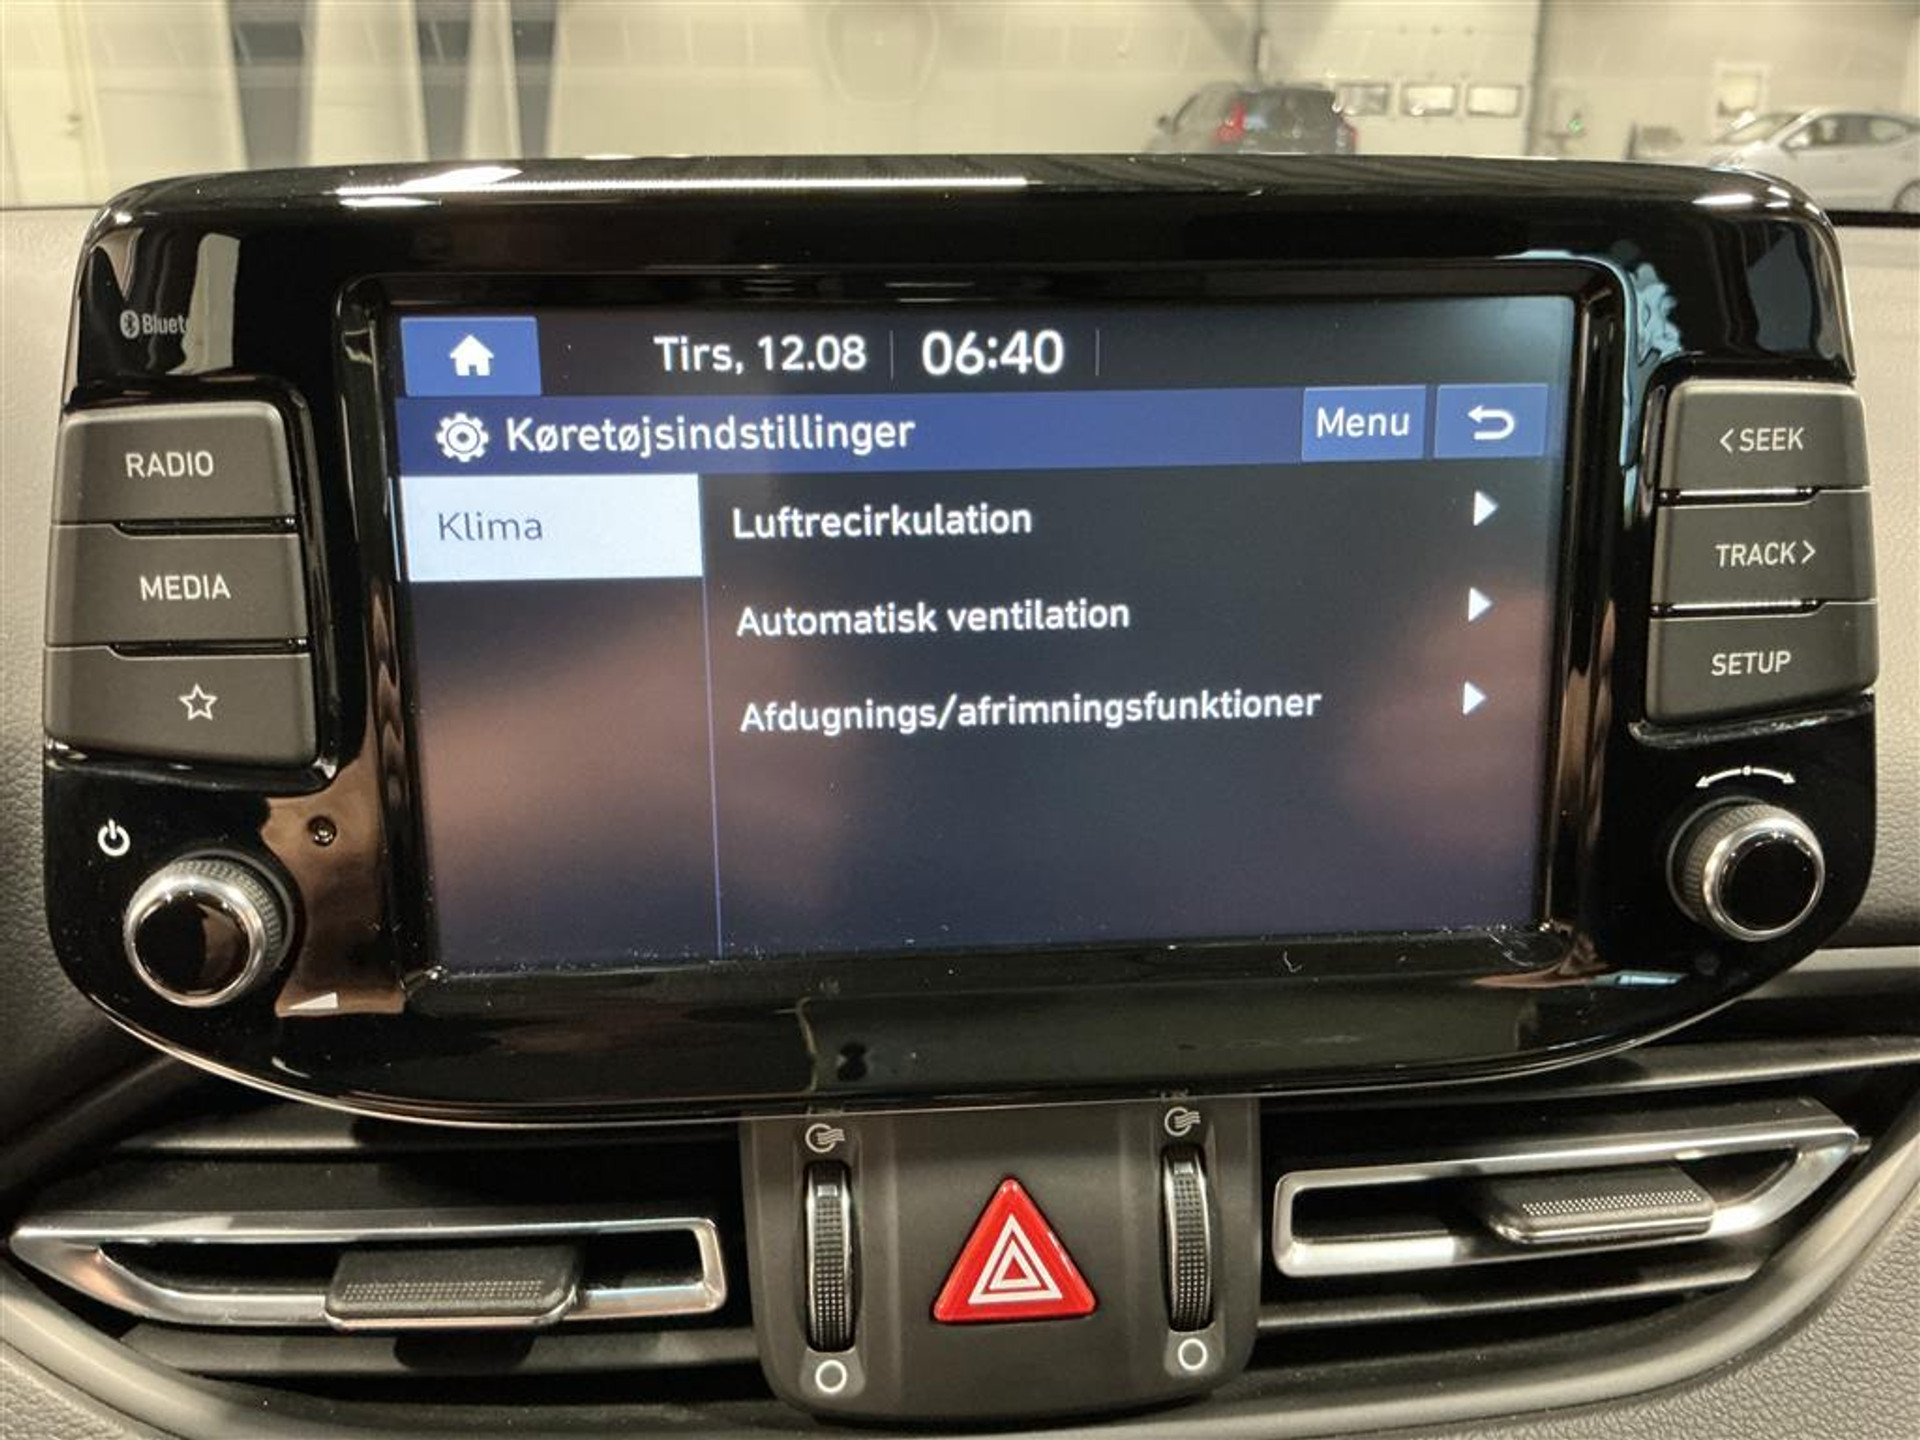 Tirs, 12.08 06:40
Køretøjsindstillinger Menu
Klima
Luftrecirkulation
Automatisk ventilation
Afdugnings/afrimningsfunktioner
RADIO
MEDIA
< SEEK
TRACK >
SETUP